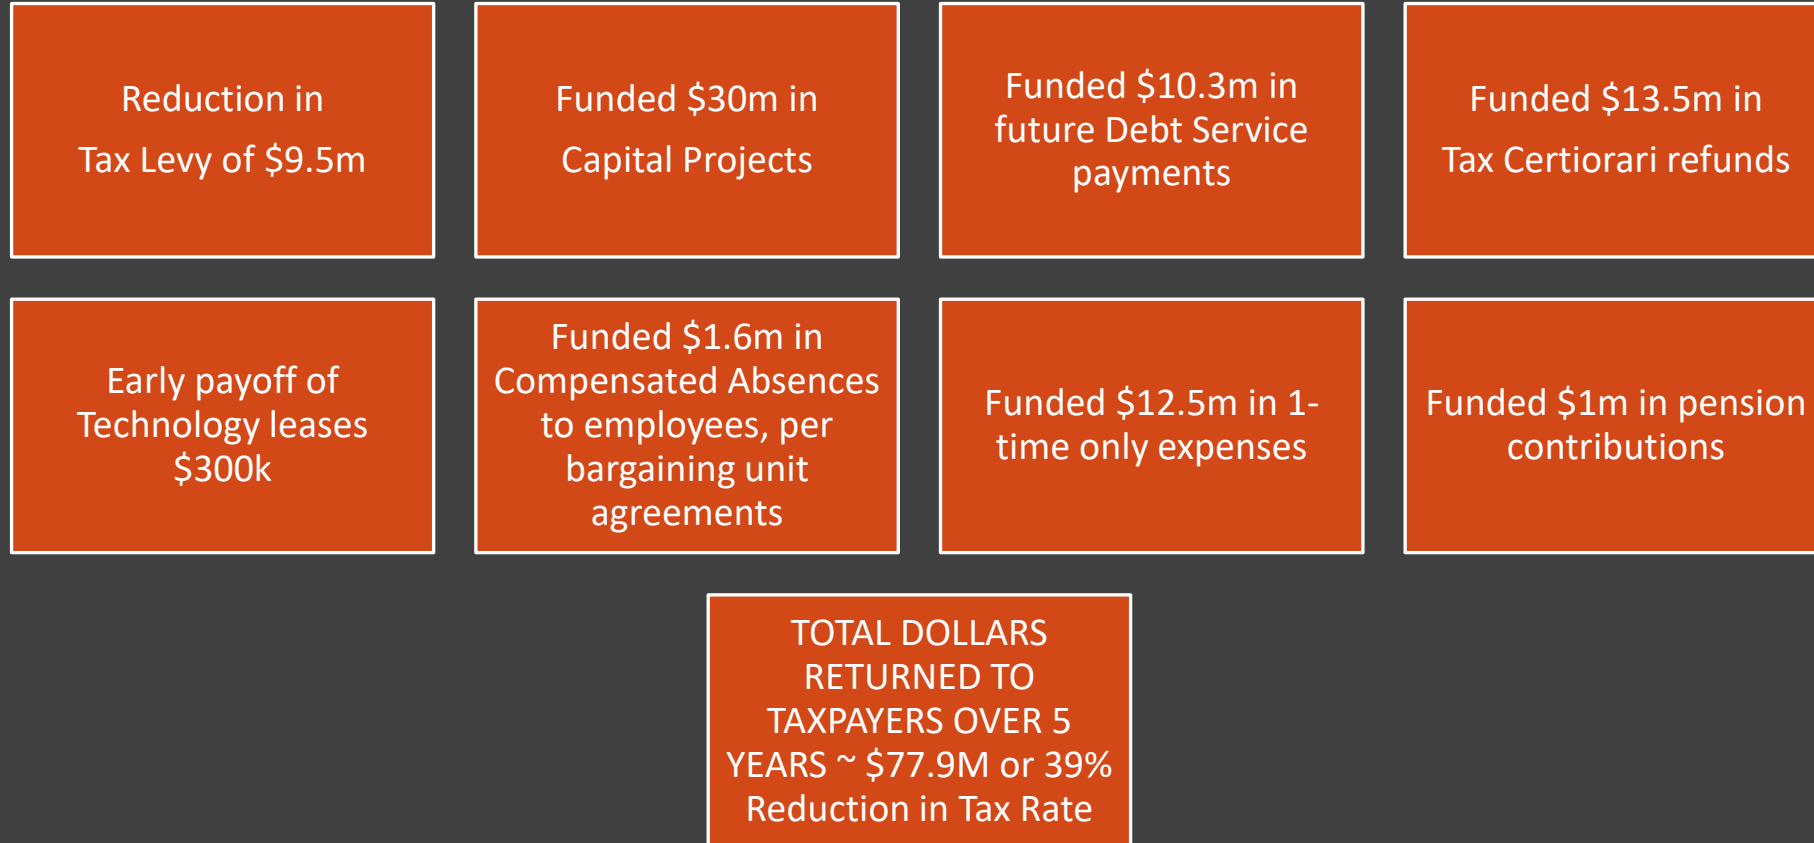 Reduction in
Tax Levy of $9.5m
Funded $30m in
Capital Projects
Funded $10.3m in
future Debt Service
payments
Funded $13.5m in
Tax Certiorari refunds
Early payoff of
Technology leases
$300k
Funded $1.6m in
Compensated Absences
to employees, per
bargaining unit
agreements
Funded $12.5m in 1-
time only expenses
Funded $1m in pension
contributions
TOTAL DOLLARS
RETURNED TO
TAXPAYERS OVER 5
YEARS ~ $77.9M or 39%
Reduction in Tax Rate